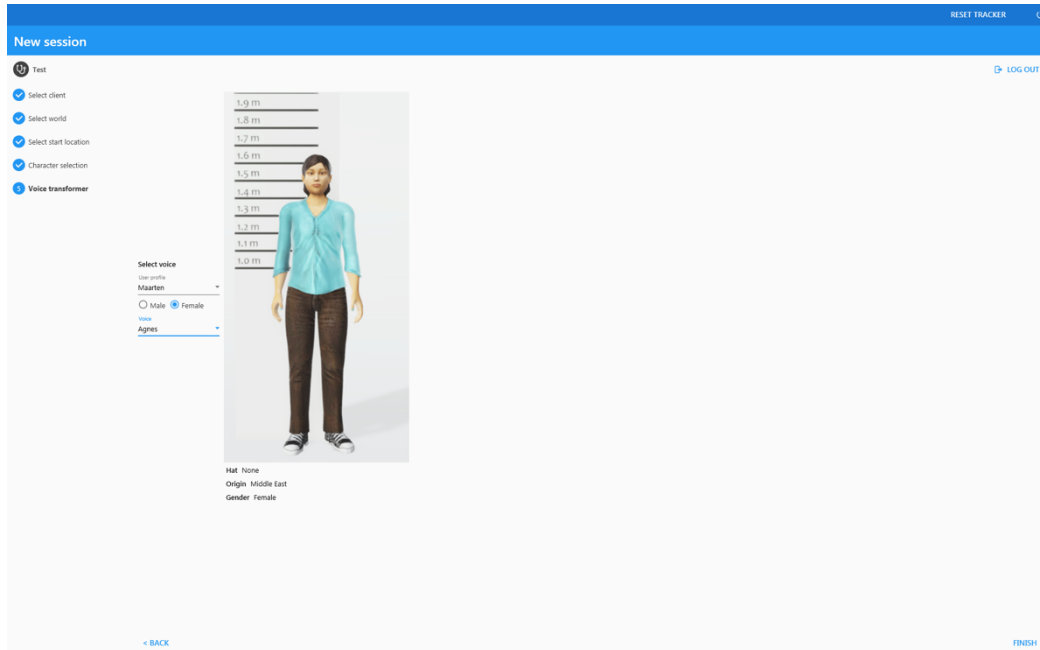 RESET TRACKER
New session
Test
LOG OUT
Select client
Select world
Select start location
Character selection
5 Voice transformer
1.9 m
1.8 m
1.7 m
1.6 m
1.5 m
1.4 m
1.3 m
1.2 m
1.1 m
1.0 m
Select voice
User profile
Maarten
Male Female
Voice
Agnes
Hat None
Origin Middle East
Gender Female
< BACK
FINISH